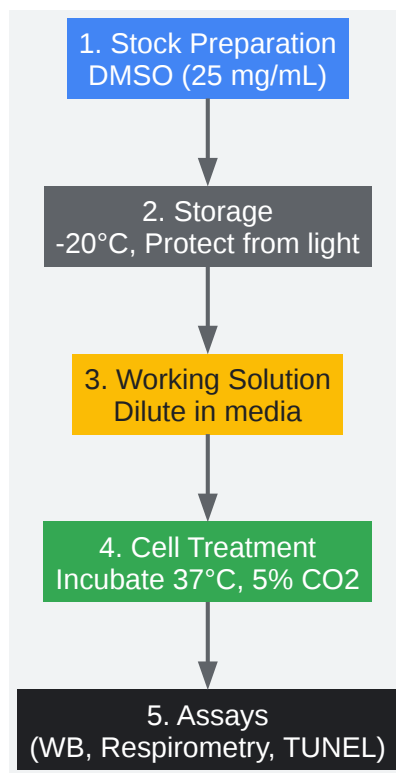 1. Stock Preparation
DMSO (25 mg/mL)
2. Storage
-20°C, Protect from light
3. Working Solution
Dilute in media
4. Cell Treatment
Incubate 37°C, 5% CO2
5. Assays
(WB, Respirometry, TUNEL)